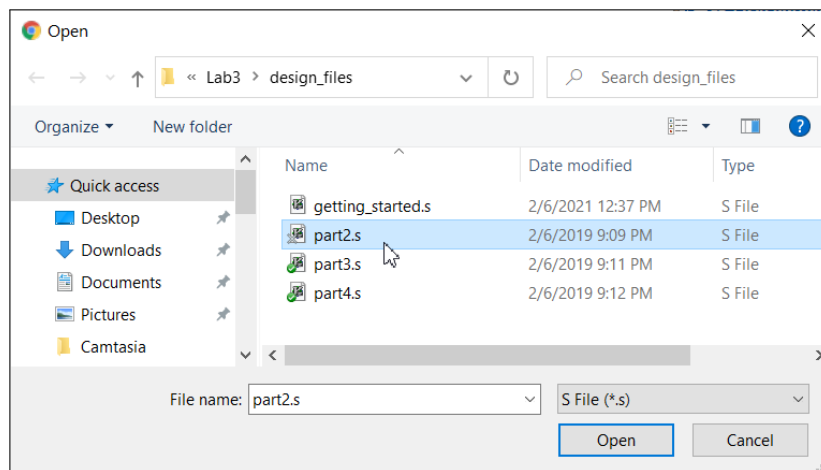 Open
« Lab3 > design_files
Search design_files
Organize
New folder
?
Name Date modified Type
Quick access
Desktop
Downloads
Documents
Pictures
Camtasia
getting_started.s 2/6/2021 12:37 PM S File
part2.s 2/6/2019 9:09 PM S File
part3.s 2/6/2019 9:11 PM S File
part4.s 2/6/2019 9:12 PM S File
File name: part2.s
S File (*.s)
Open Cancel